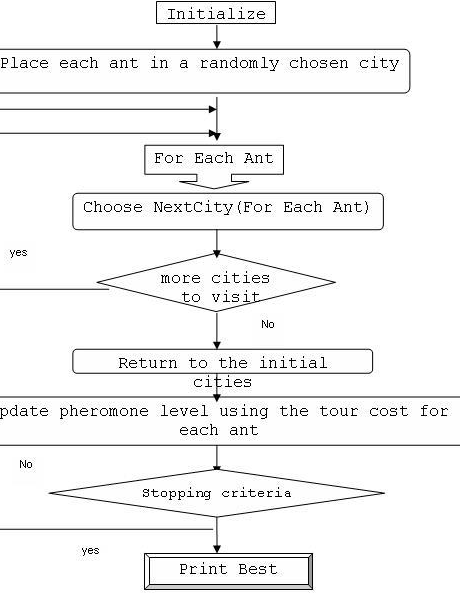 Initialize
Place each ant in a randomly chosen city
For Each Ant
Choose NextCity(For Each Ant)
yes
more cities
to visit
No
Return to the initial
cities
pdate pheromone level using the tour cost for
each ant
No
Stopping criteria
yes
Print Best